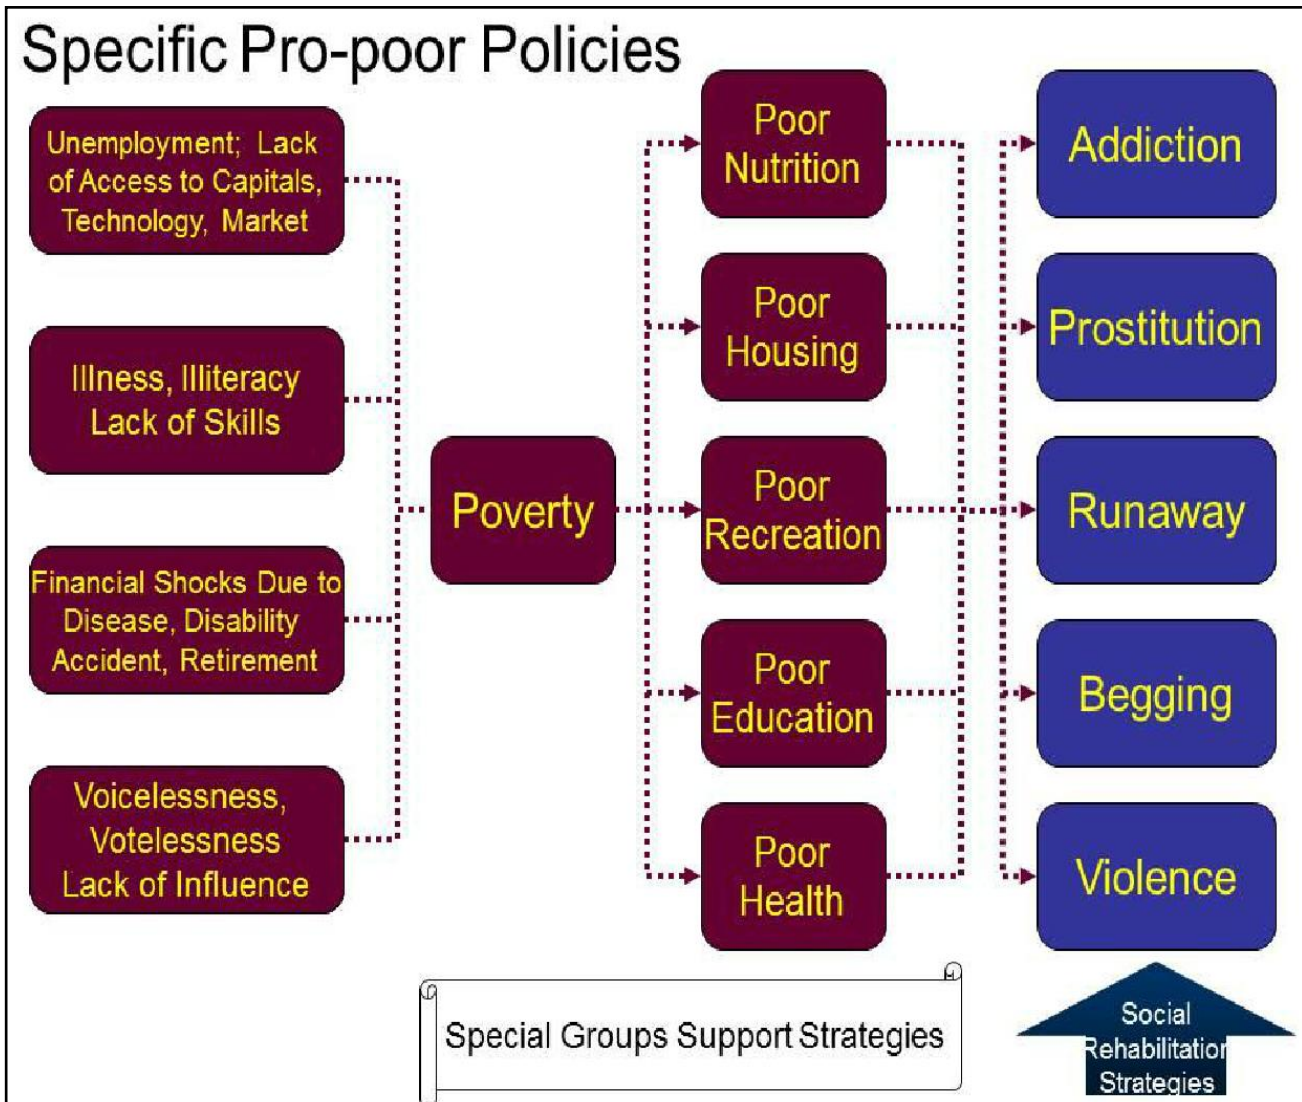 Specific Pro-poor Policies
Unemployment; Lack
of Access to Capitals,
Technology, Market
Illness, Illiteracy
Lack of Skills
Financial Shocks Due to
Disease, Disability
Accident, Retirement
Voicelessness,
Votelessness
Lack of Influence
Poverty
Poor
Nutrition
Poor
Housing
Poor
Recreation
Poor
Education
Poor
Health
Addiction
Prostitution
Runaway
Begging
Violence
Special Groups Support Strategies
Social
Rehabilitation
Strategies